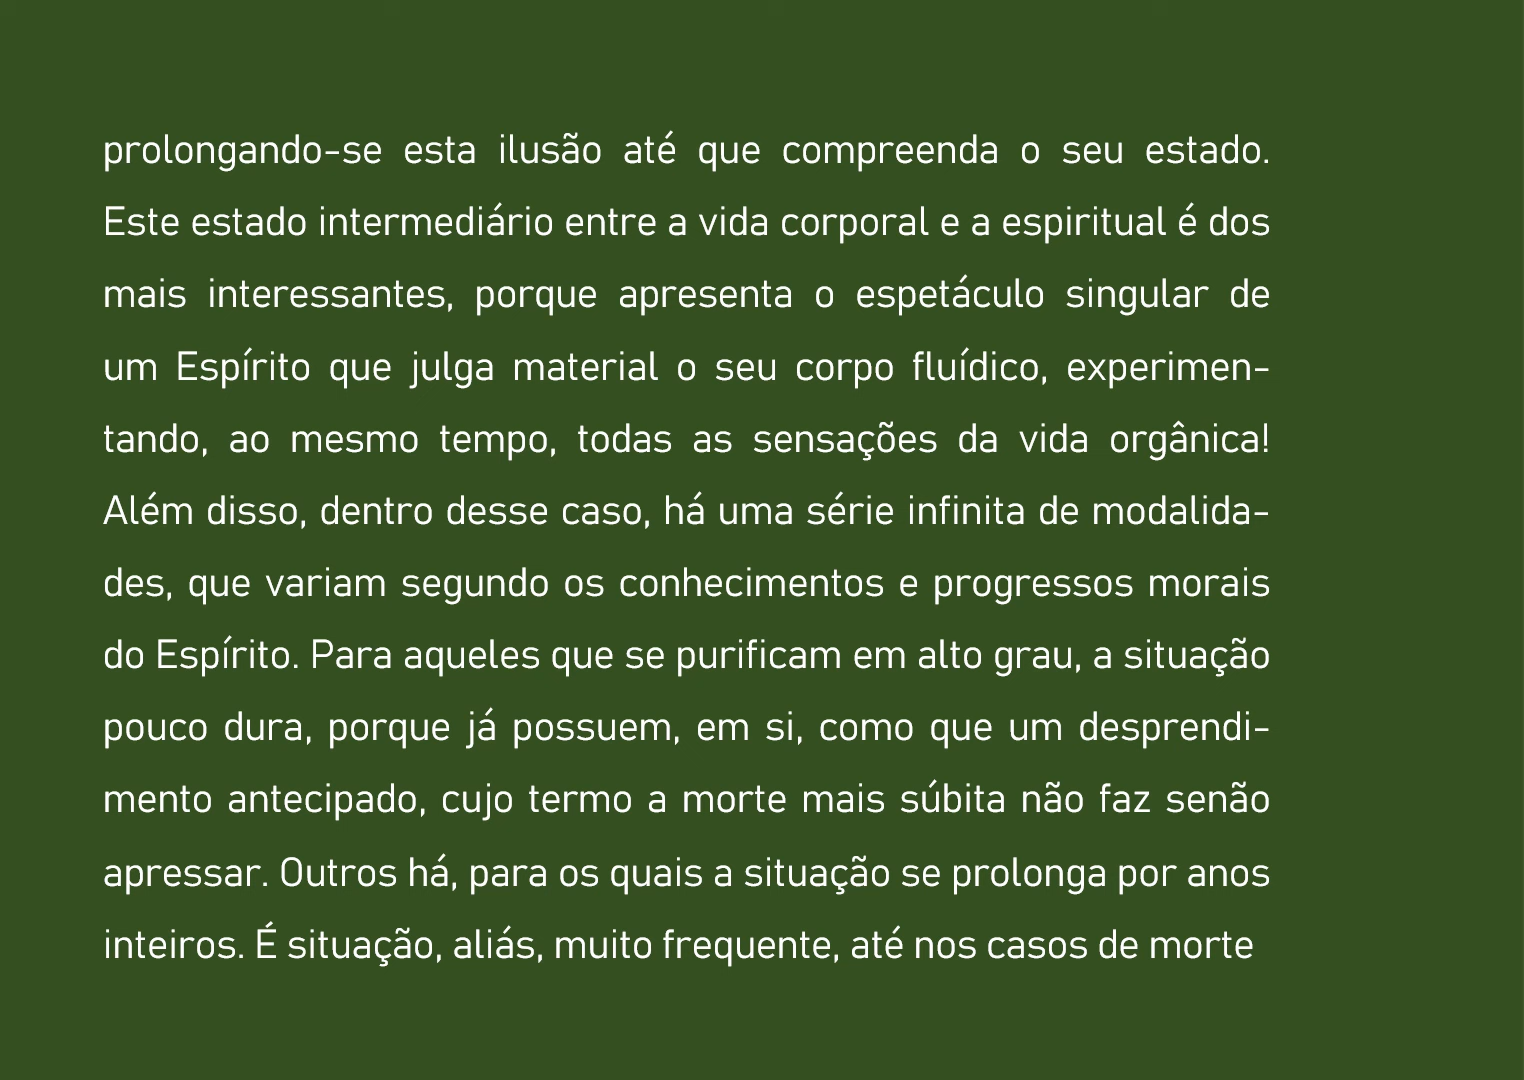 prolongando-se esta ilusão até que compreenda o seu estado.
Este estado intermediário entre a vida corporal e a espiritual é dos
mais interessantes, porque apresenta o espetáculo singular de
um Espírito que julga material o seu corpo fluídico, experimen-
tando, ao mesmo tempo, todas as sensações da vida orgânica!
Além disso, dentro desse caso, há uma série infinita de modalida-
des, que variam segundo os conhecimentos e progressos morais
do Espírito. Para aqueles que se purificam em alto grau, a situação
pouco dura, porque já possuem, em si, como que um desprendi-
mento antecipado, cujo termo a morte mais súbita não faz senão
apressar. Outros há, para os quais a situação se prolonga por anos
inteiros. É situação, aliás, muito frequente, até nos casos de morte